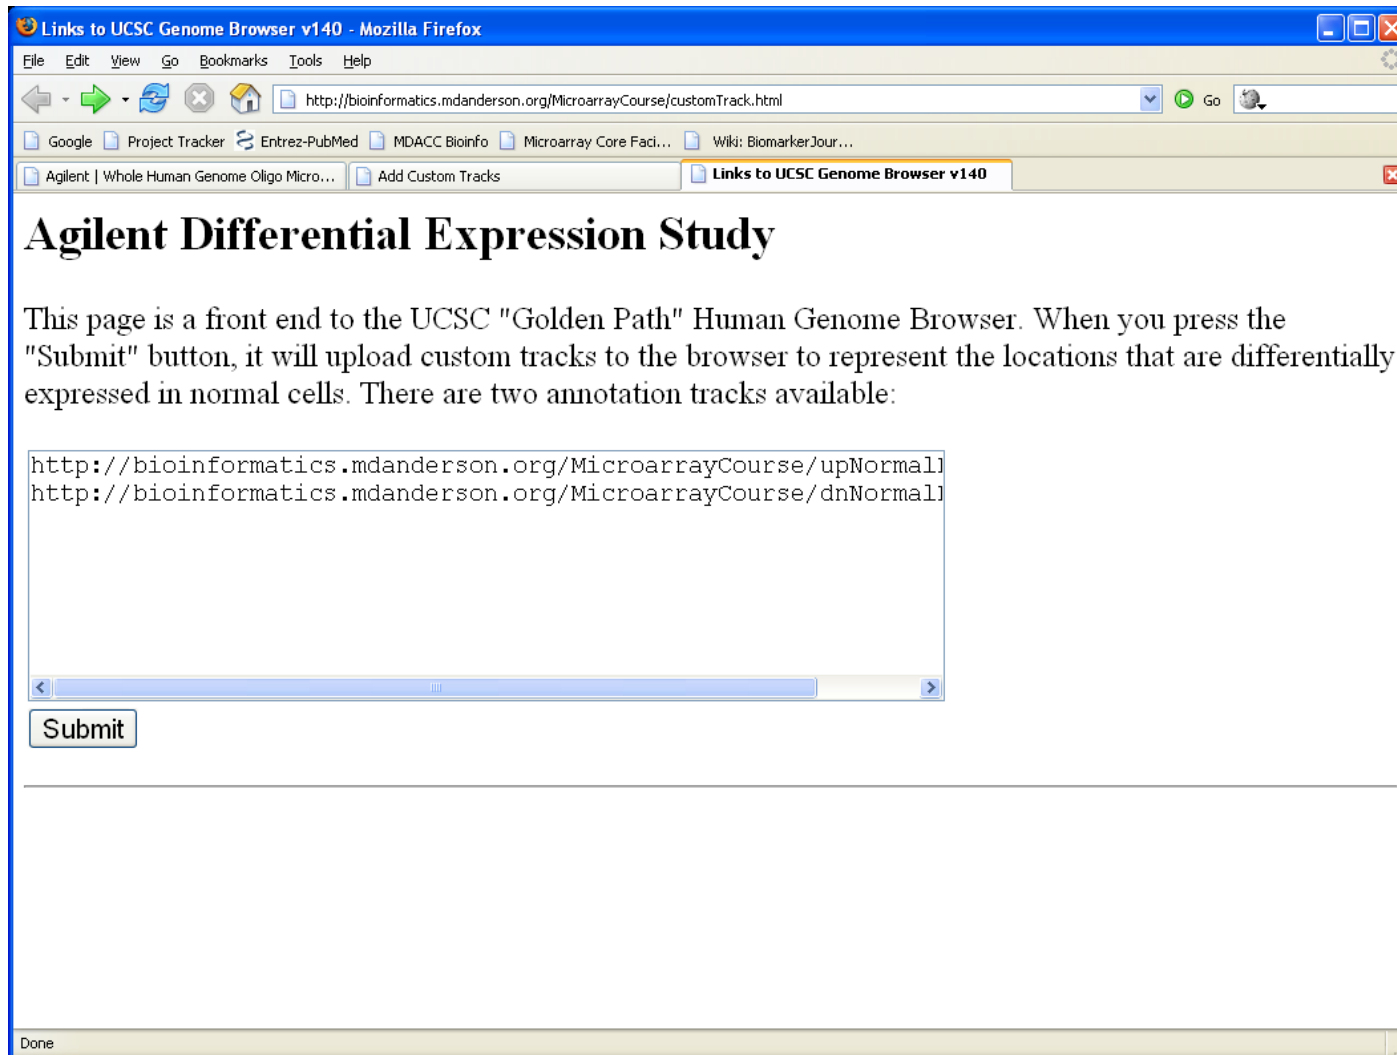 Links to UCSC Genome Browser v140 - Mozilla Firefox
File Edit View Go Bookmarks Tools Help
http://bioinformatics.mdanderson.org/MicroarrayCourse/customTrack.html Go
Google Project Tracker Entrez-PubMed MDACC Bioinfo Microarray Core Faci... Wiki: BiomarkerJour...
Agilent | Whole Human Genome Oligo Micro... Add Custom Tracks Links to UCSC Genome Browser v140
Agilent Differential Expression Study
This page is a front end to the UCSC "Golden Path" Human Genome Browser. When you press the
"Submit" button, it will upload custom tracks to the browser to represent the locations that are differentially
expressed in normal cells. There are two annotation tracks available:
http://bioinformatics.mdanderson.org/MicroarrayCourse/upNormal
http://bioinformatics.mdanderson.org/MicroarrayCourse/dnNormal
Submit
Done